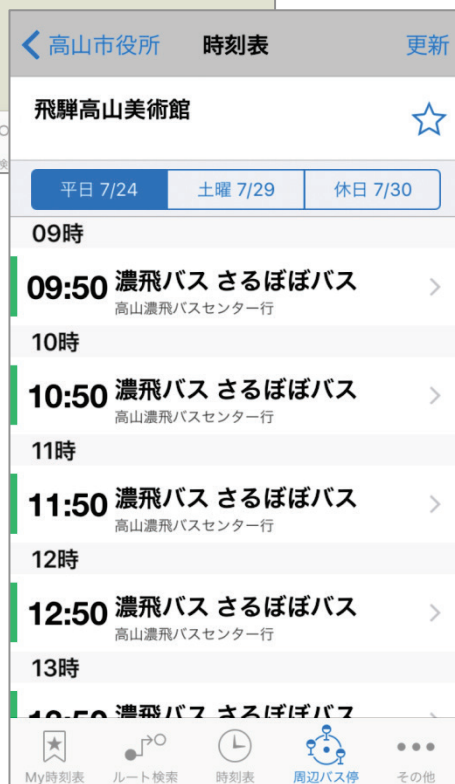 高山市役所 時刻表 更新
飛騨高山美術館
平日 7/24 土曜 7/29 休日 7/30
09時
09:50 濃飛バス さるぼぼバス
高山濃飛バスセンター行
10時
10:50 濃飛バス さるぼぼバス
高山濃飛バスセンター行
11時
11:50 濃飛バス さるぼぼバス
高山濃飛バスセンター行
12時
12:50 濃飛バス さるぼぼバス
高山濃飛バスセンター行
13時
濃飛バス さるぼぼバス
My時刻表 ルート検索 時刻表 周辺バス停 その他